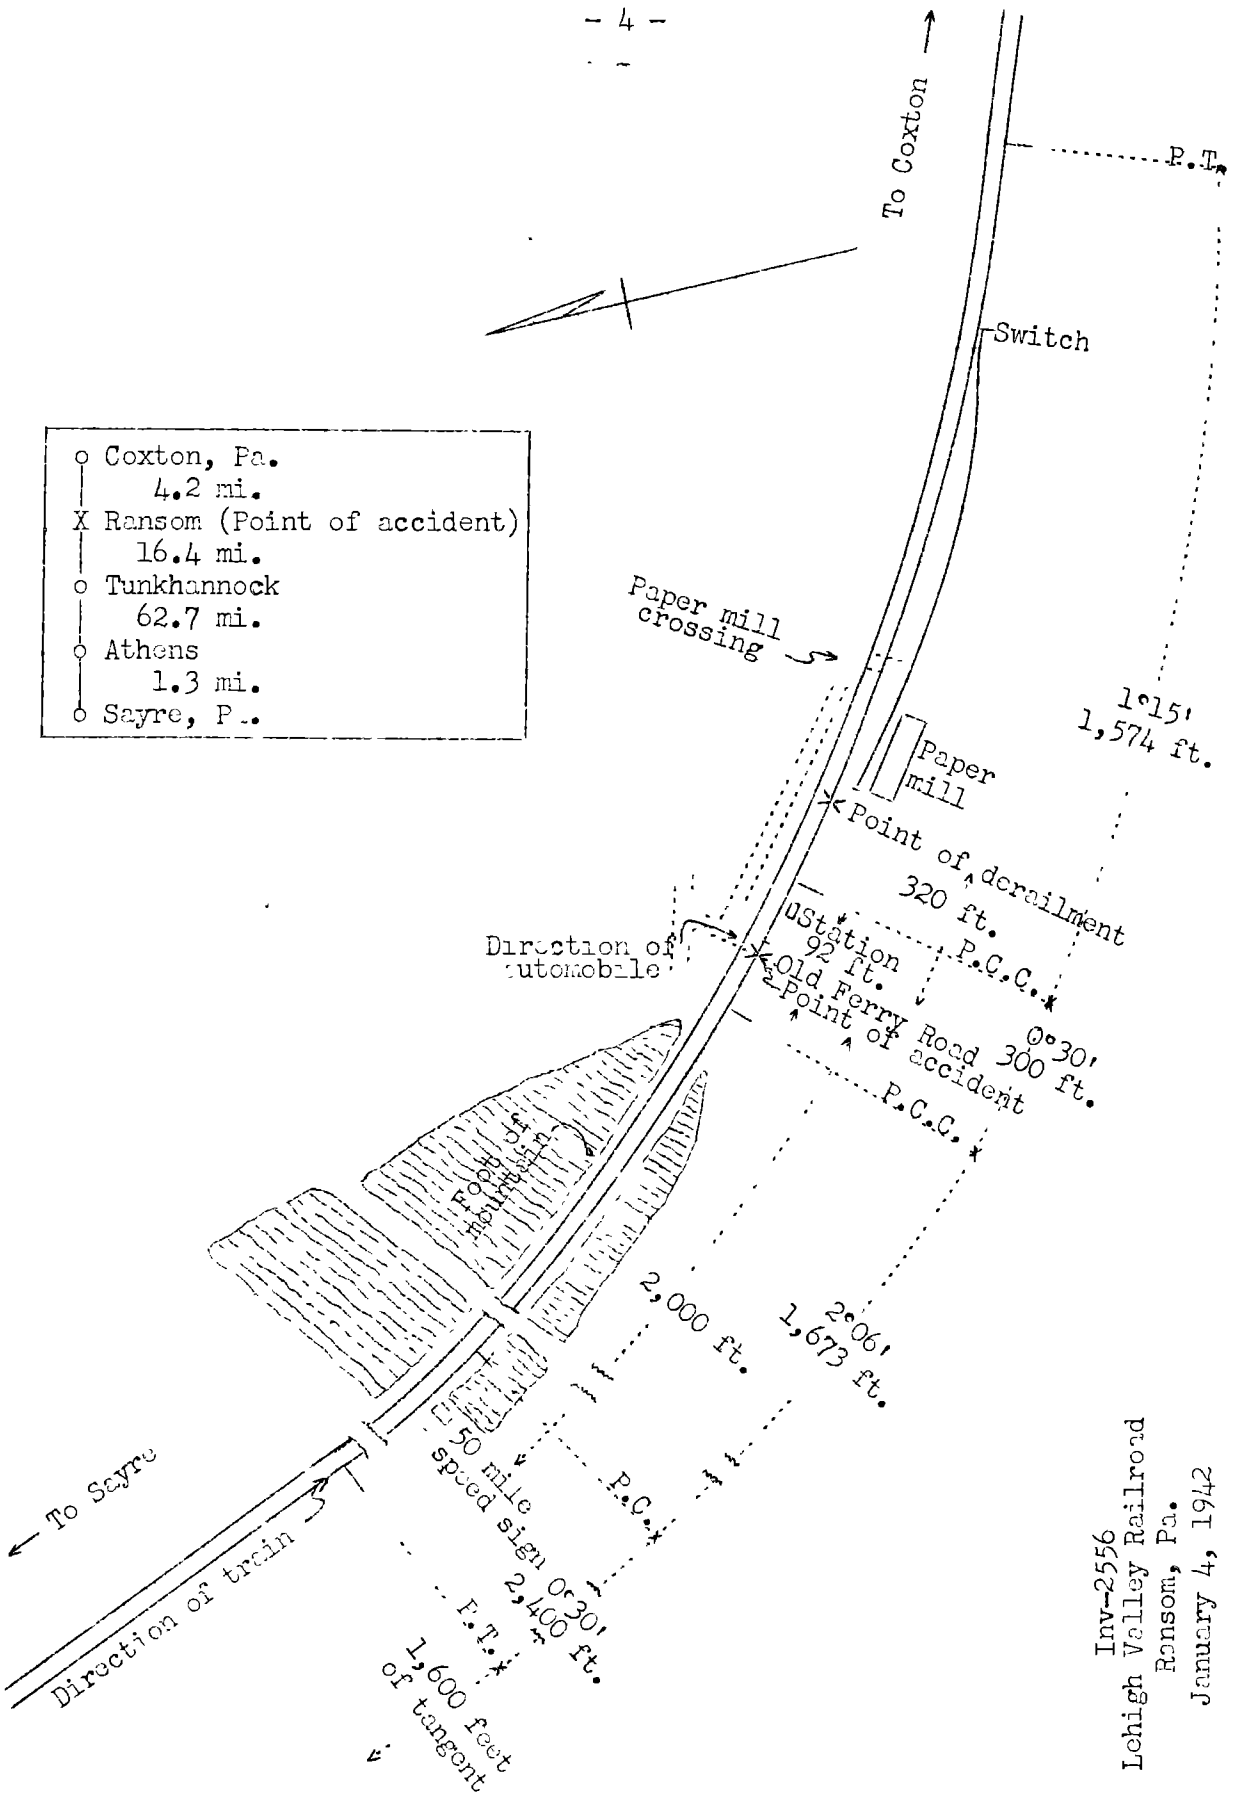 - 4 -
To Coxton
P.T.
Switch
Coxton, Pa.
4.2 mi.
X Ransom (Point of accident)
16.4 mi.
Tunkhannock
62.7 mi.
Athens
1.3 mi.
Sayre, P
Paper mill
crossing
1°15'
1,574 ft.
Paper
mill
Point of derailment
320 ft.
Station
92 ft.
P.C.C.
Direction of
automobile
Old Ferry Road
Point of accident
0°30'
300 ft.
P.C.C.
Foot of
mountain
2,000 ft.
2°06'
1,673 ft.
50 mile
speed sign
P.C.
0°30'
2,400 ft.
To Sayre
Direction of train
P.T.
1,600 feet
of tangent
Inv-2556
Lehigh Valley Railroad
Ransom, Pa.
January 4, 1942